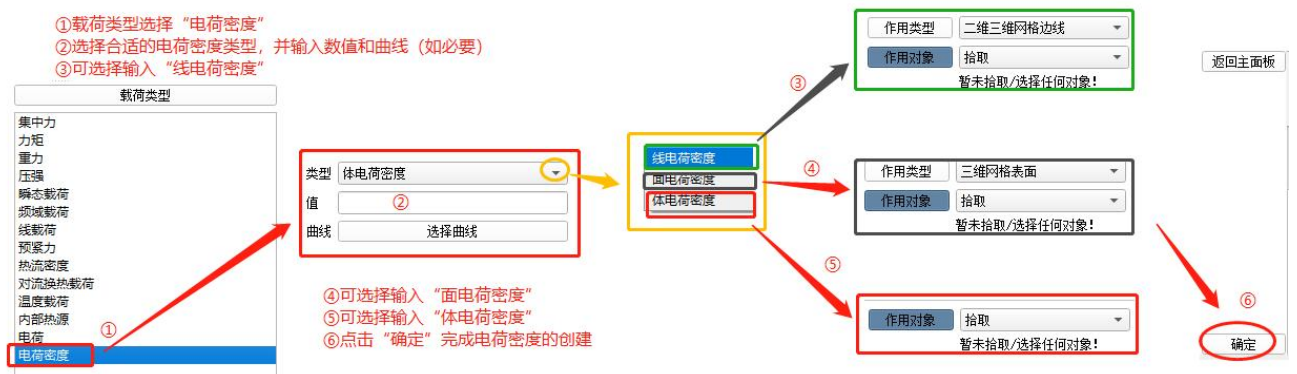 ①载荷类型选择“电荷密度”
②选择合适的电荷密度类型，并输入数值和曲线（如必要）
③可选择输入“线电荷密度”
载荷类型
集中力
力矩
重力
压强
瞬态载荷
频域载荷
线载荷
预紧力
热流密度
对流换热载荷
温度载荷
内部热源
电荷
电荷密度
①
类型 体电荷密度
值 ②
曲线 选择曲线
④可选择输入“面电荷密度”
⑤可选择输入“体电荷密度”
⑥点击“确定”完成电荷密度的创建
线电荷密度
面电荷密度
体电荷密度
③
④
⑤
作用类型 二维三维网格边线
作用对象 拾取
暂未拾取/选择任何对象!
作用类型 三维网格表面
作用对象 拾取
暂未拾取/选择任何对象!
作用对象 拾取
暂未拾取/选择任何对象!
返回主面板
⑥
确定